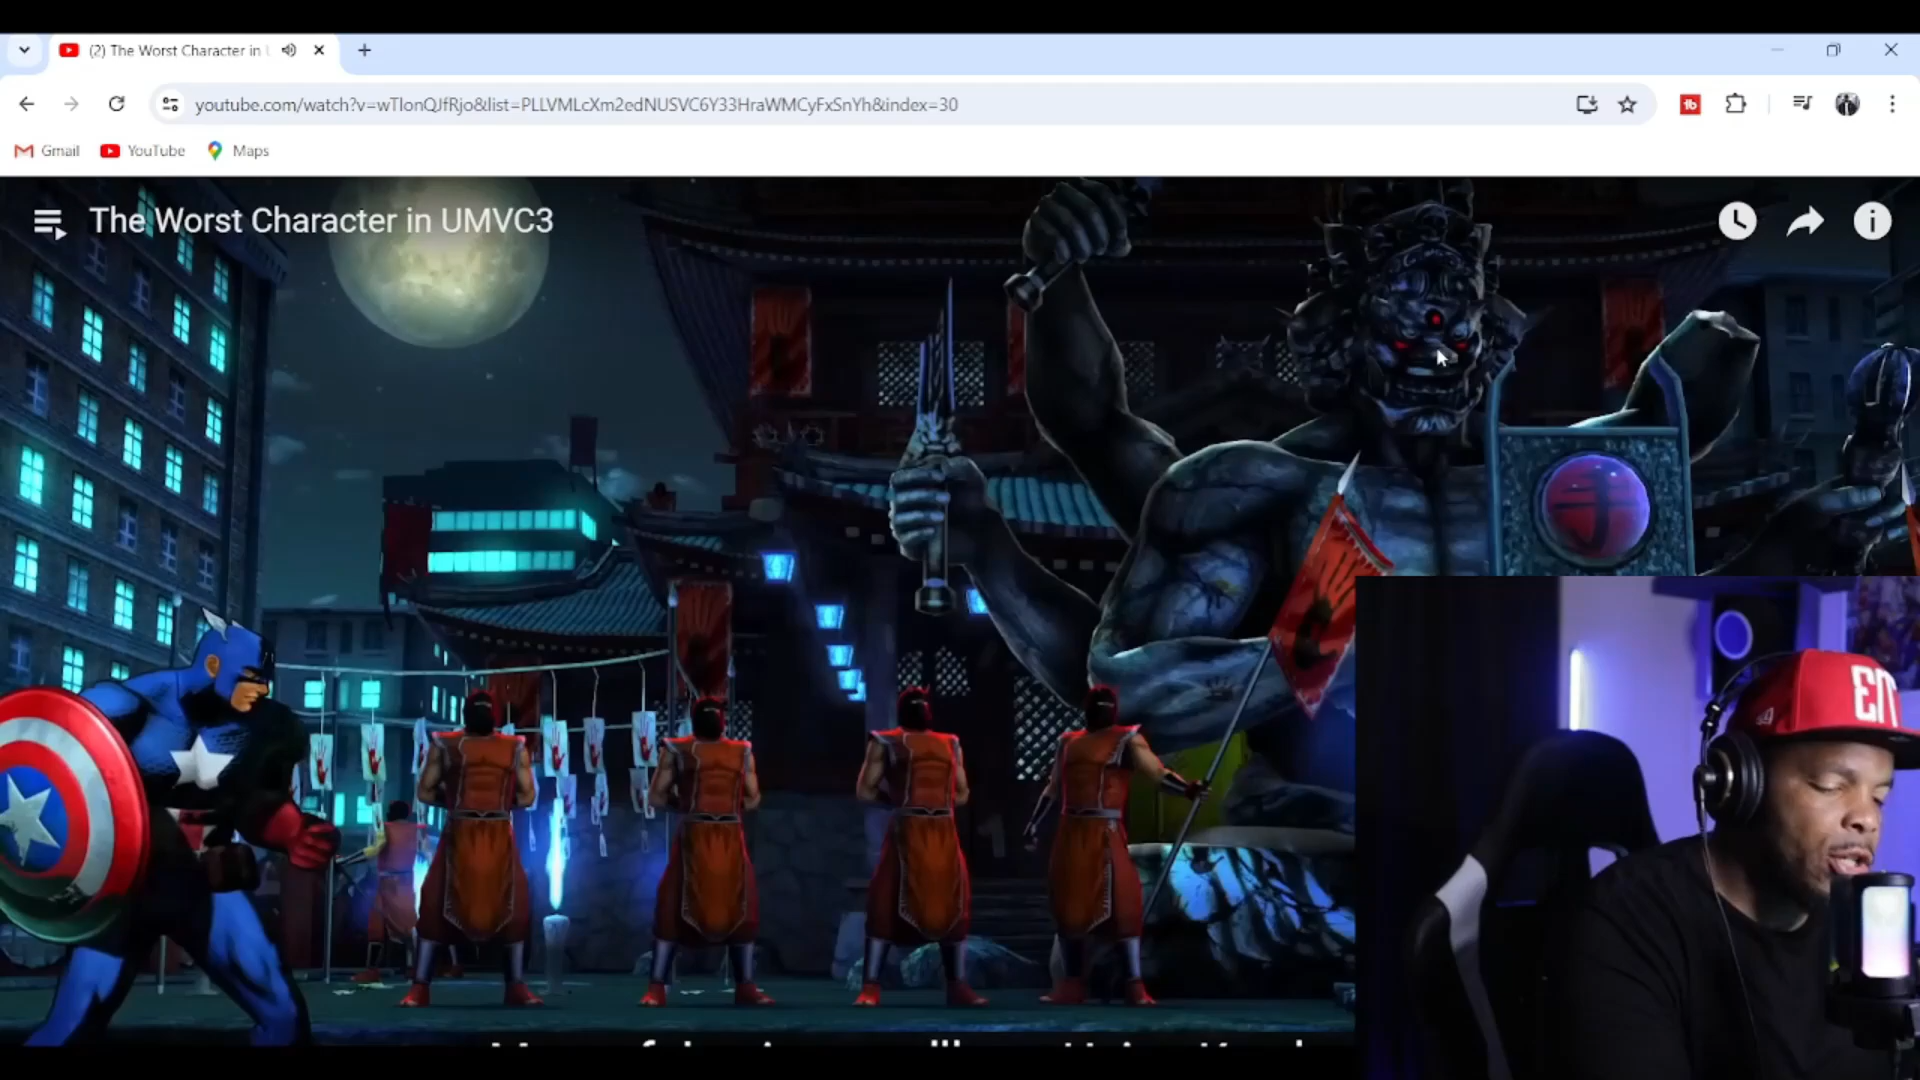 (2) The Worst Character in
youtube.com/watch?v=wTlonQJfRjo&list=PLLVMLcXm2edNUSVC6Y33HraWMCyFxSnYh&index=30
Gmail
YouTube
Maps
The Worst Character in UMVC3
手